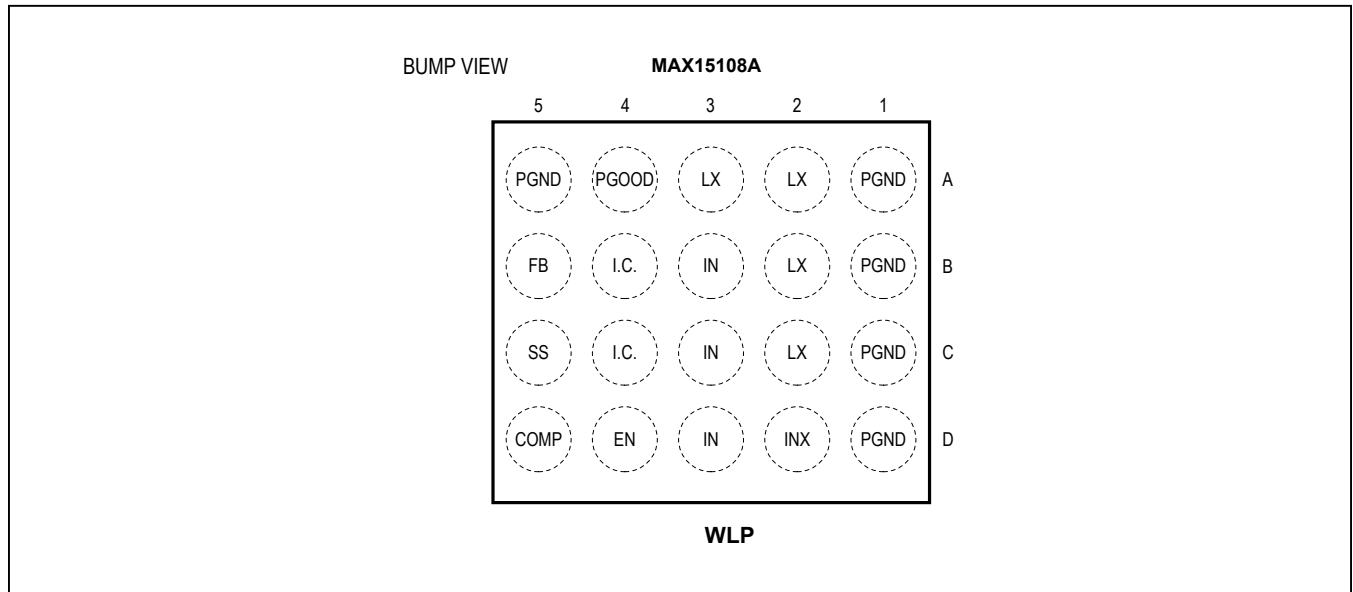 BUMP VIEW MAX15108A
5 4 3 2 1
PGND PGOOD LX LX PGND A
FB I.C. IN LX PGND B
SS I.C. IN LX PGND C
COMP EN IN INX PGND D
WLP